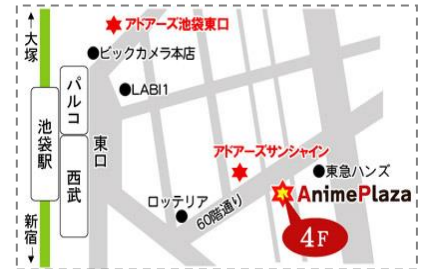 ↑
大塚
アドアーズ池袋東口
ビックカメラ本店
パルコ
LABI1
池袋駅
東口
西武
アドアーズサンシャイン
東急ハンズ
AnimePlaza
ロッテリア
60階通り
4F
新宿
↓